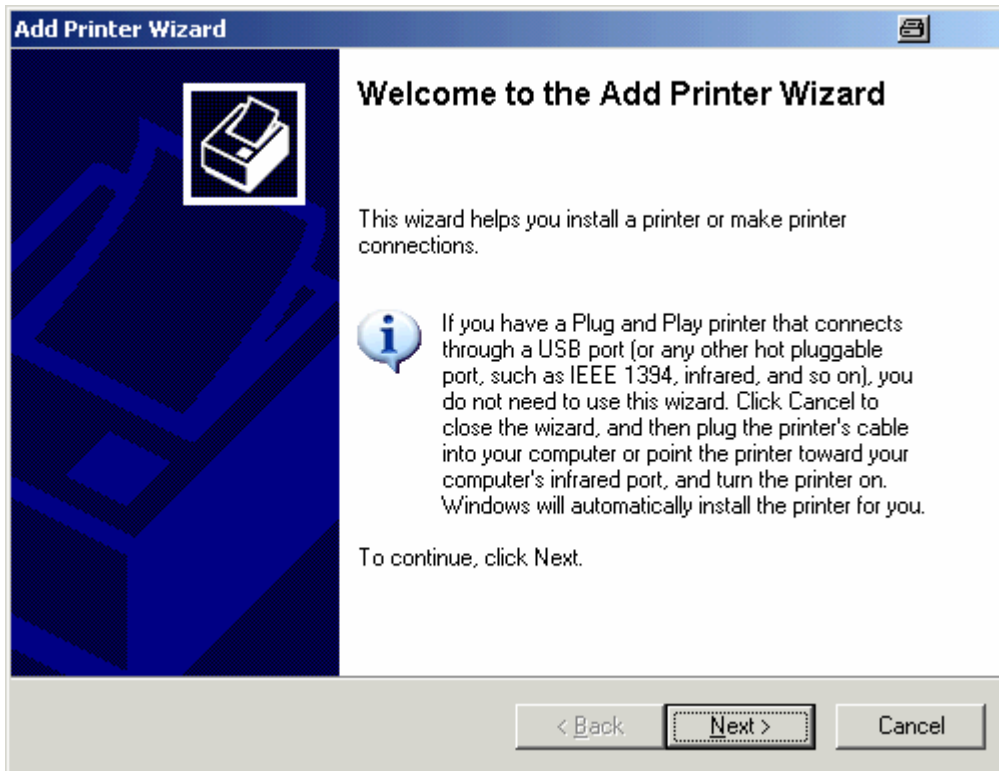 Add Printer Wizard
Welcome to the Add Printer Wizard
This wizard helps you install a printer or make printer
connections.
If you have a Plug and Play printer that connects
through a USB port (or any other hot pluggable
port, such as IEEE 1394, infrared, and so on), you
do not need to use this wizard. Click Cancel to
close the wizard, and then plug the printer's cable
into your computer or point the printer toward your
computer's infrared port, and turn the printer on.
Windows will automatically install the printer for you.
To continue, click Next.
< Back
Next >
Cancel